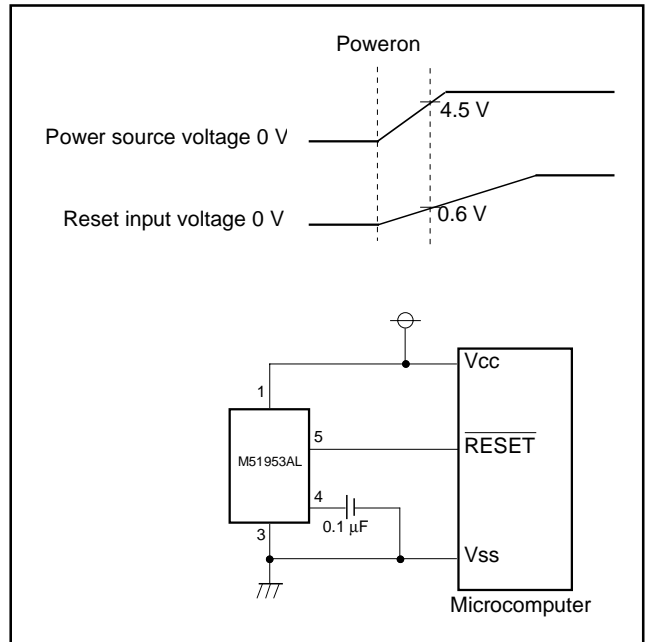 Poweron
4.5 V
Power source voltage 0 V
0.6 V
Reset input voltage 0 V
Vcc
1
5
RESET
M51953AL
4
0.1 μF
3
Vss
Microcomputer